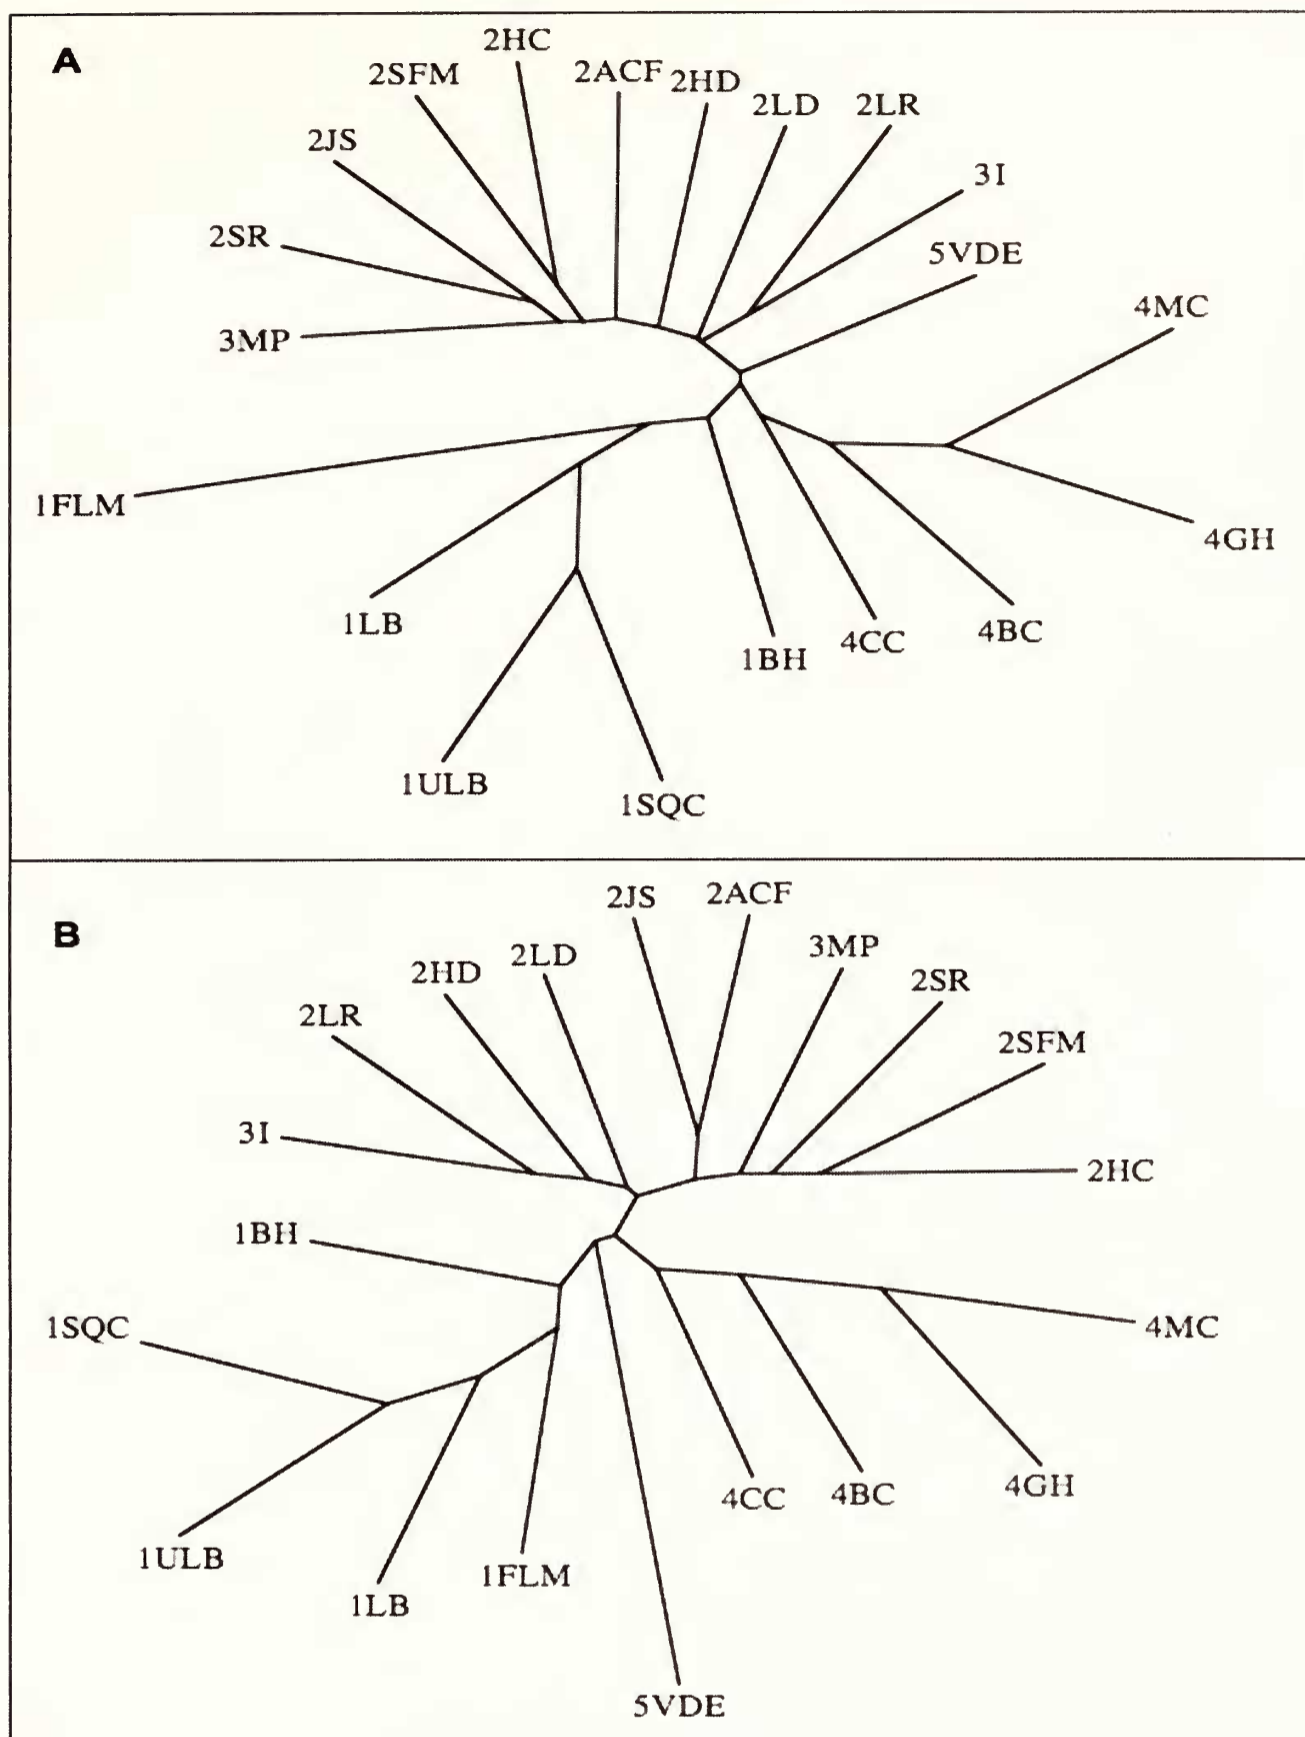 A
2HC
2SFM
2ACF
2HD
2LD
2LR
2JS
3I
2SR
5VDE
4MC
3MP
1FLM
4GH
1LB
4BC
4CC
1BH
1ULB
1SQC
B
2JS
2ACF
3MP
2LD
2HD
2SR
2LR
2SFM
3I
2HC
1BH
1SQC
4MC
4GH
4BC
4CC
1ULB
1FLM
1LB
5VDE